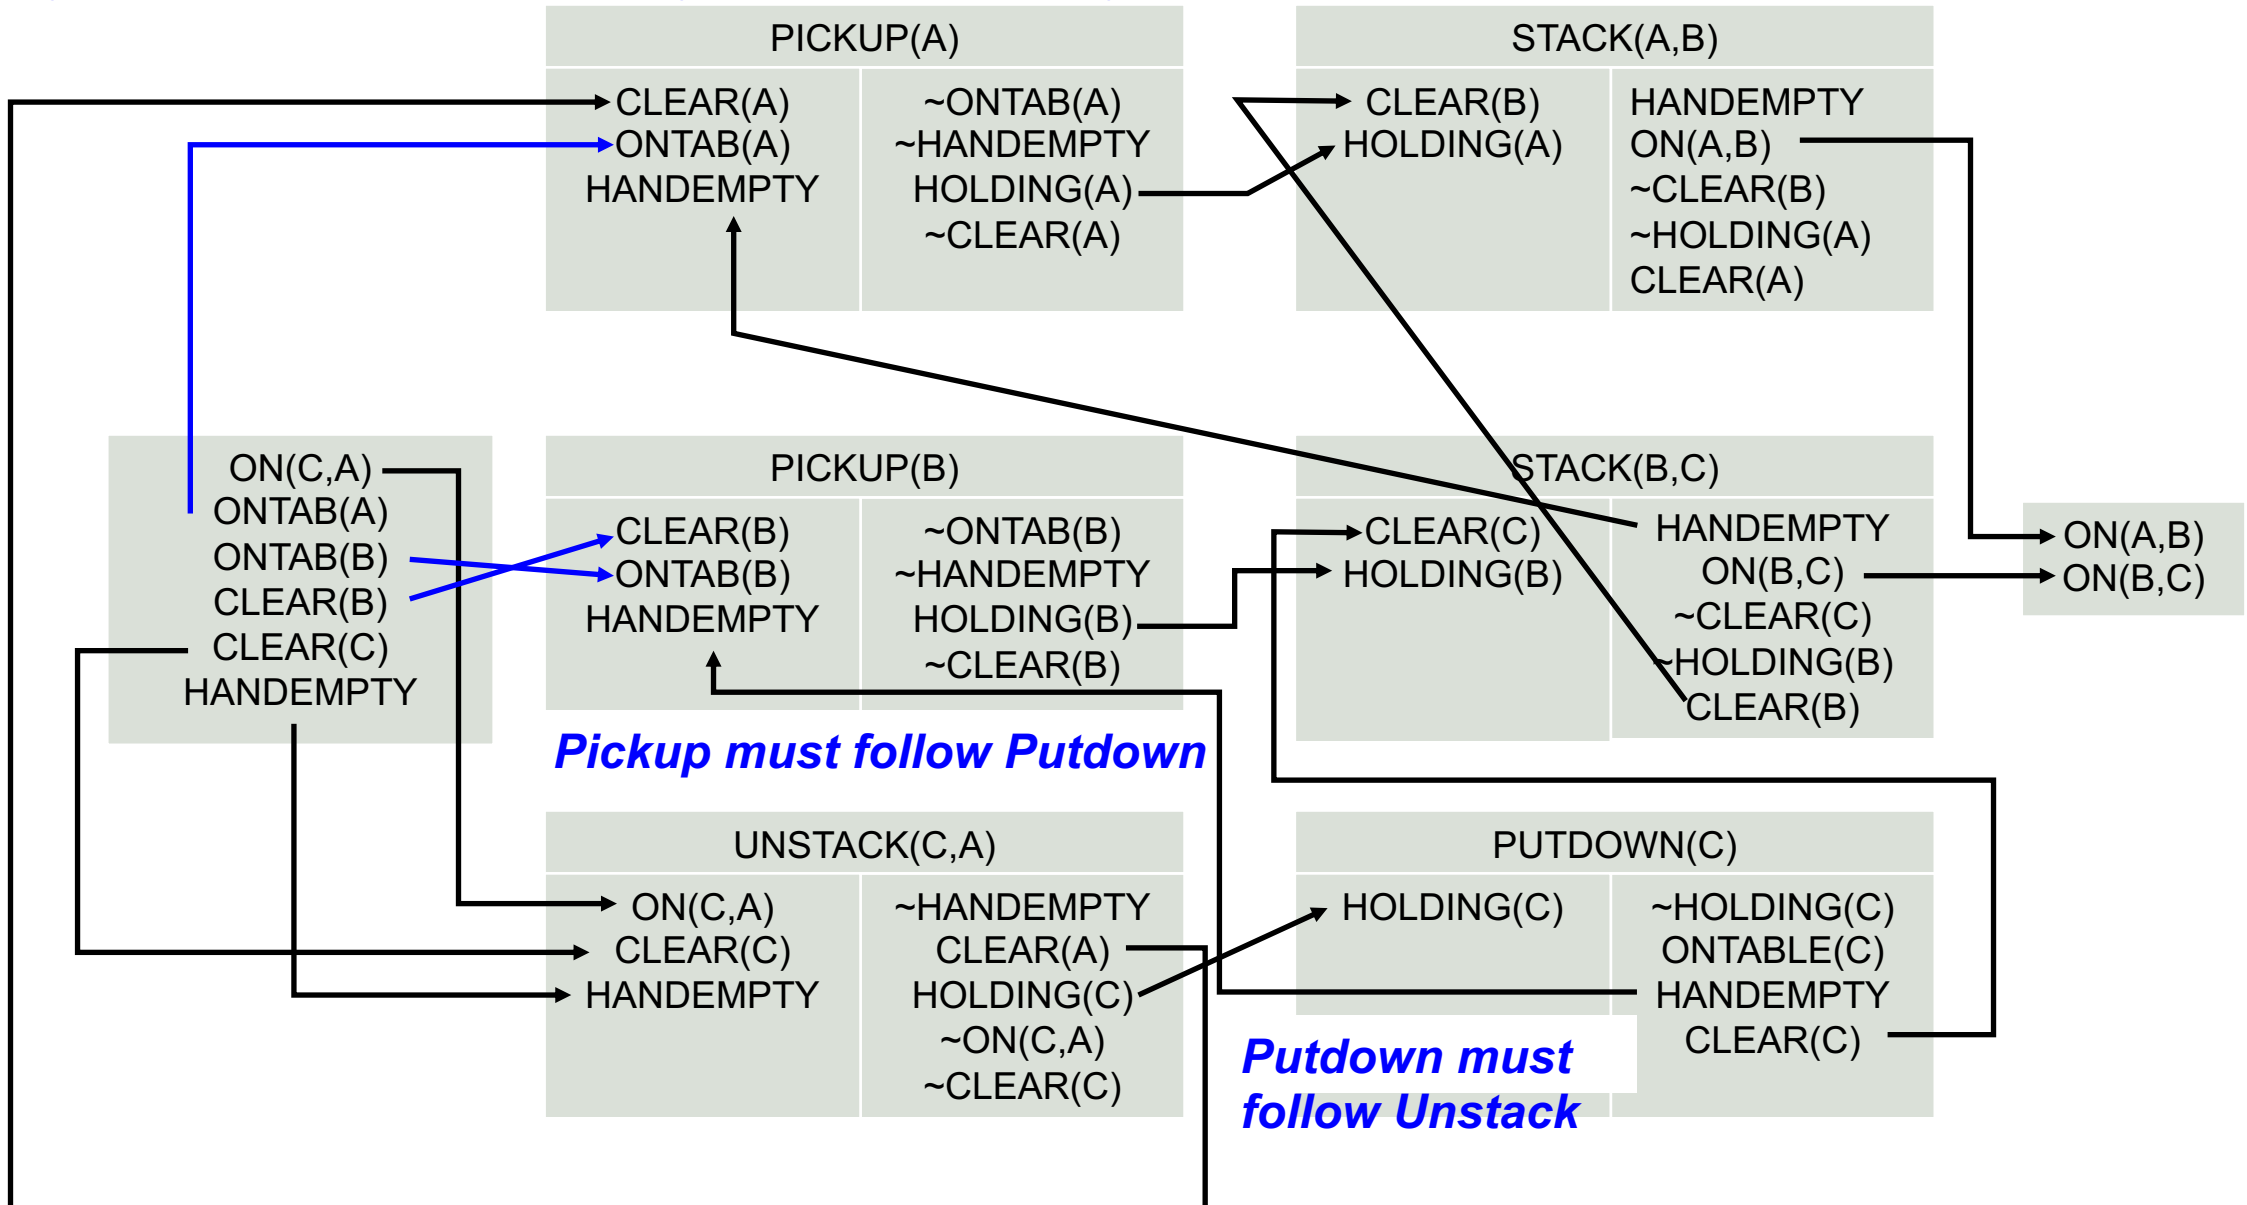 PICKUP(A)
CLEAR(A)
ONTAB(A)
HANDEMPTY
~ONTAB(A)
~HANDEMPTY
HOLDING(A)
~CLEAR(A)
STACK(A,B)
CLEAR(B)
HOLDING(A)
HANDEMPTY
ON(A,B)
~CLEAR(B)
~HOLDING(A)
CLEAR(A)
ON(C,A)
ONTAB(A)
ONTAB(B)
CLEAR(B)
CLEAR(C)
HANDEMPTY
PICKUP(B)
CLEAR(B)
ONTAB(B)
HANDEMPTY
~ONTAB(B)
~HANDEMPTY
HOLDING(B)
~CLEAR(B)
STACK(B,C)
CLEAR(C)
HOLDING(B)
HANDEMPTY
ON(B,C)
~CLEAR(C)
~HOLDING(B)
CLEAR(B)
ON(A,B)
ON(B,C)
Pickup must follow Putdown
UNSTACK(C,A)
ON(C,A)
CLEAR(C)
HANDEMPTY
~HANDEMPTY
CLEAR(A)
HOLDING(C)
~ON(C,A)
~CLEAR(C)
PUTDOWN(C)
HOLDING(C)
~HOLDING(C)
ONTABLE(C)
HANDEMPTY
CLEAR(C)
Putdown must
follow Unstack